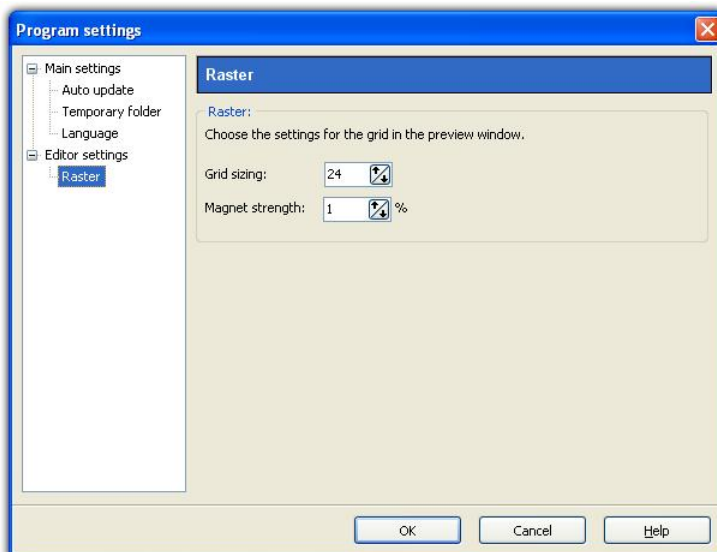 Program settings
Main settings
Auto update
Temporary folder
Language
Editor settings
Raster
Raster
Raster:
Choose the settings for the grid in the preview window.
Grid sizing: 24
Magnet strength: 1 %
OK Cancel Help